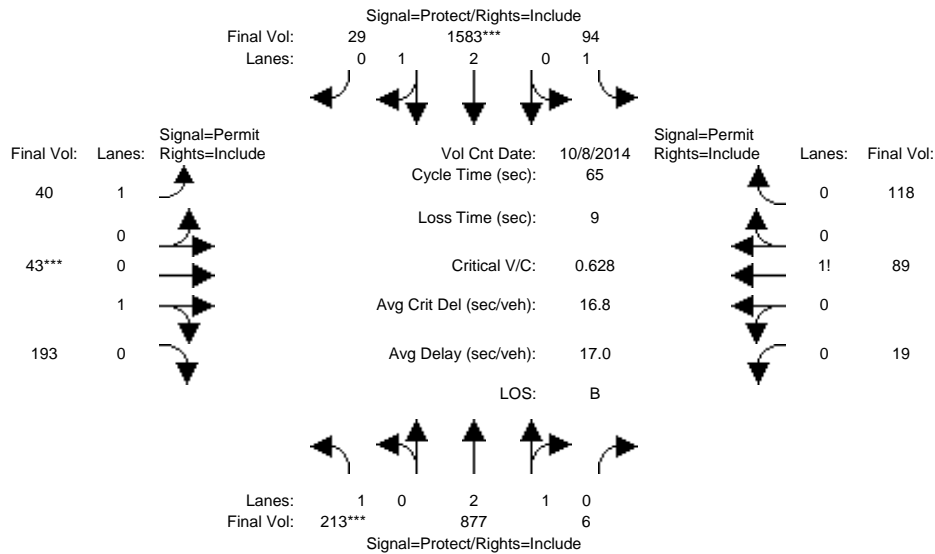 Signal=Protect/Rights=Include
Final Vol: 29 1583*** 94
Lanes: 0 1 2 0 1
Signal=Permit
Final Vol: Lanes: Rights=Include
Vol Cnt Date: 10/8/2014
Signal=Permit
Rights=Include Lanes: Final Vol:
Cycle Time (sec): 65
40 1
0 118
Loss Time (sec): 9
0
0
43*** 0
Critical V/C: 0.628
1! 89
1
Avg Crit Del (sec/veh): 16.8
0
193 0
Avg Delay (sec/veh): 17.0
0 19
LOS: B
Lanes: 1 0 2 1 0
Final Vol: 213*** 877 6
Signal=Protect/Rights=Include